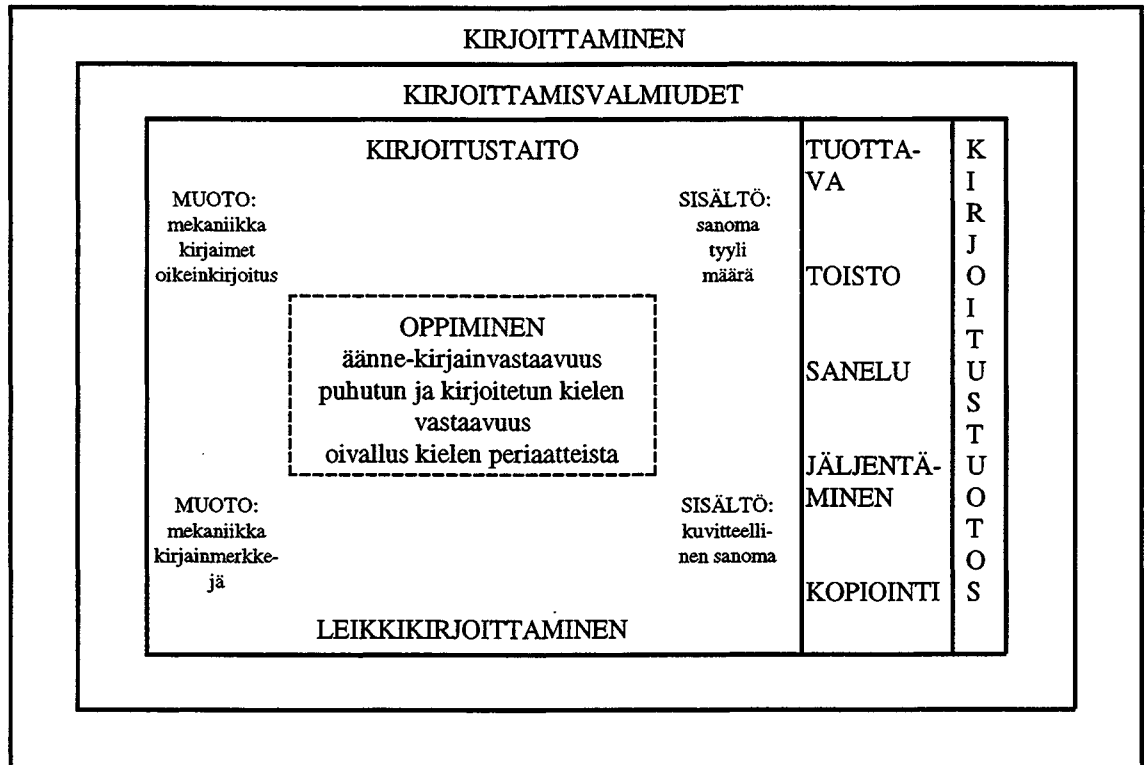 KIRJOITTAMINEN
KIRJOITTAMISVALMIUDET
KIRJOITUSTAITO
MUOTO:
mekaniikka
kirjaimet
oikeinkirjoitus
SISÄLTÖ:
sanoma
tyyli
määrä
OPPIMINEN
äänne-kirjainvastaavuus
puhutun ja kirjoitetun kielen
vastaavuus
oivallus kielen periaatteista
MUOTO:
mekaniikka
kirjainmerkke-
jä
SISÄLTÖ:
kuvitteelli-
nen sanoma
LEIKKIKIRJOITTAMINEN
TUOTTA-
VA
TOISTO
SANELU
JÄLJENTÄ-
MINEN
KOPIOINTI
K
I
R
J
O
I
T
U
S
T
U
O
T
O
S